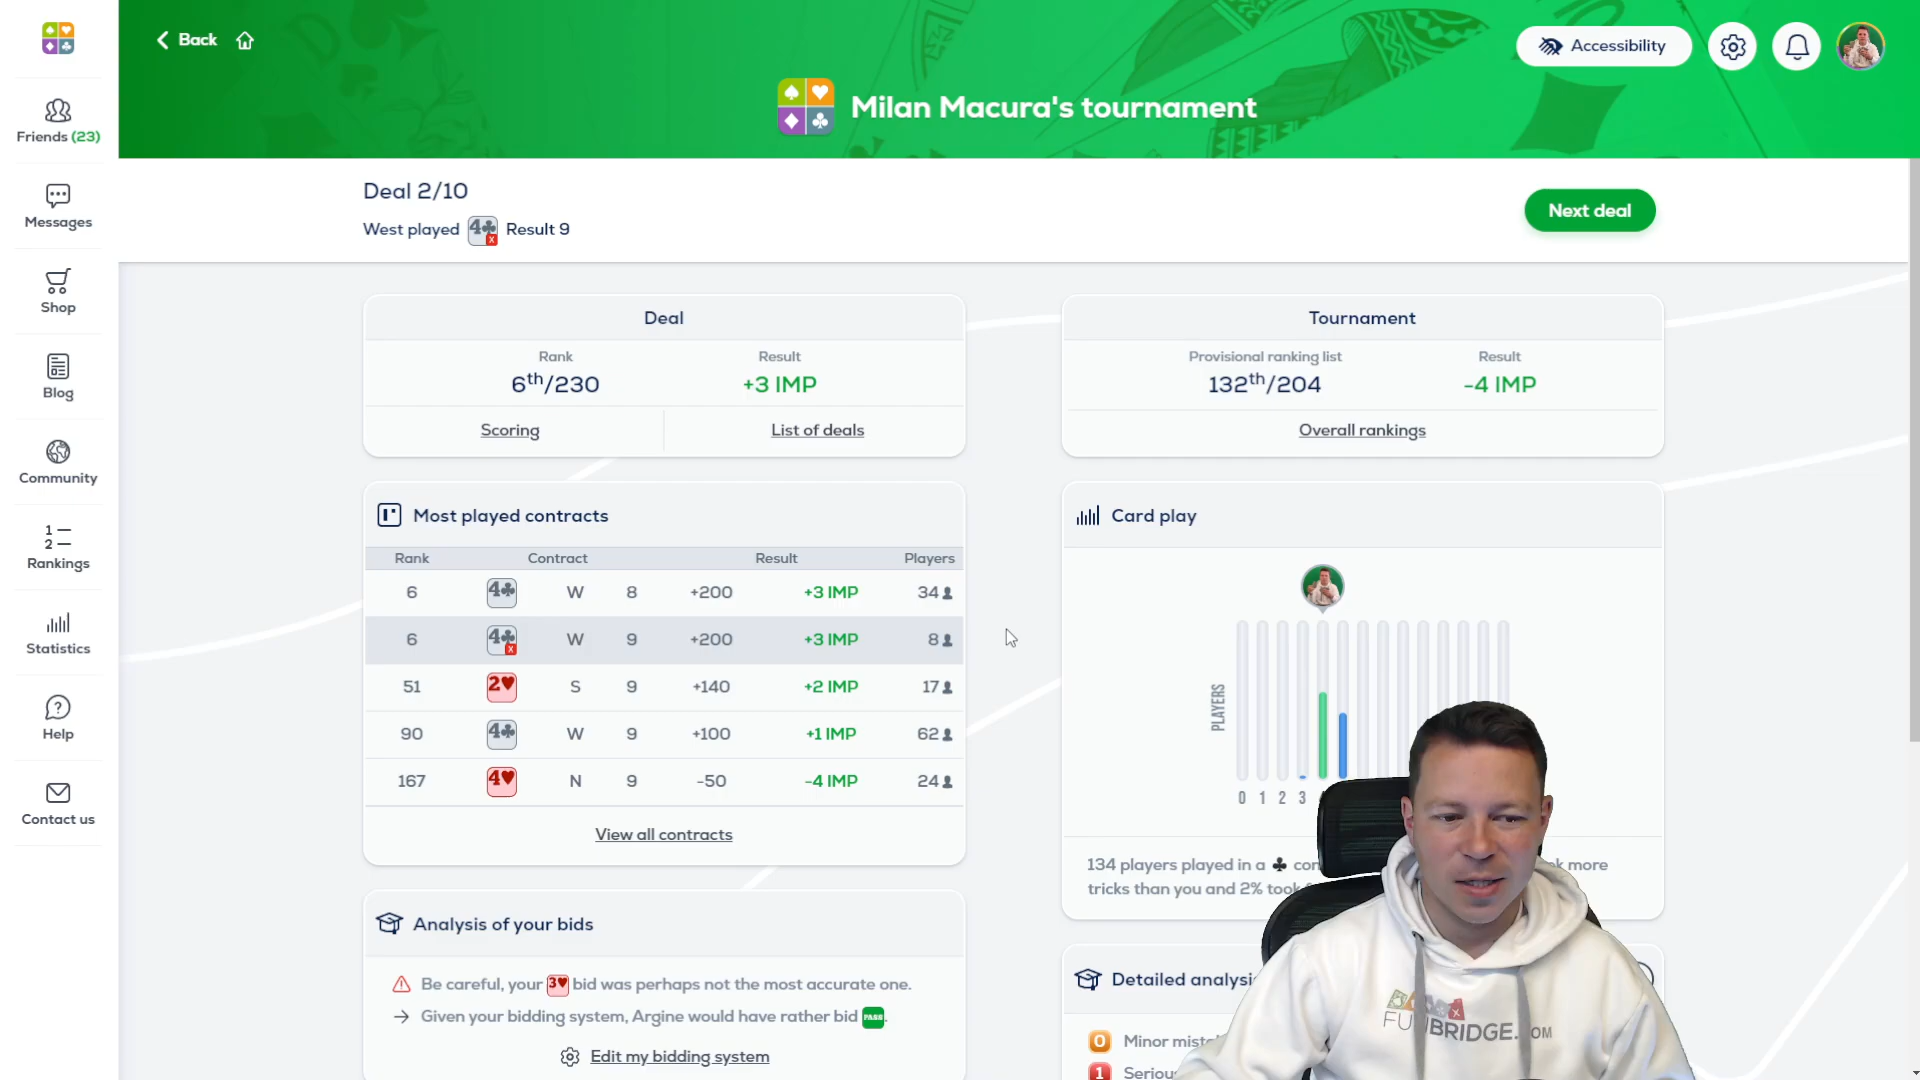 Back
Accessibility
Milan Macura's tournament
Friends (23)
Messages
Shop
Blog
Community
1
2
Rankings
Statistics
Help
Contact us
Deal 2/10
West played 4♣ x Result 9
Next deal
Deal
Rank
Result
6th/230
+3 IMP
Scoring
List of deals
Tournament
Provisional ranking list
Result
132th/204
-4 IMP
Overall rankings
Most played contracts
Rank Contract Result Players
6 4♣ W 8 +200 +3 IMP 34
6 4♣ x W 9 +200 +3 IMP 8
51 2♥ S 9 +140 +2 IMP 17
90 4♣ W 9 +100 +1 IMP 62
167 4♥ N 9 -50 -4 IMP 24
View all contracts
Card play
PLAYERS
0 1 2 3
134 players played in a ♣ more
tricks than you and 2% took
Analysis of your bids
Be careful, your 3♥ bid was perhaps not the most accurate one.
→ Given your bidding system, Argine would have rather bid PASS.
Edit my bidding system
Detailed
0 Minor
1
FUNBRIDGE.COM